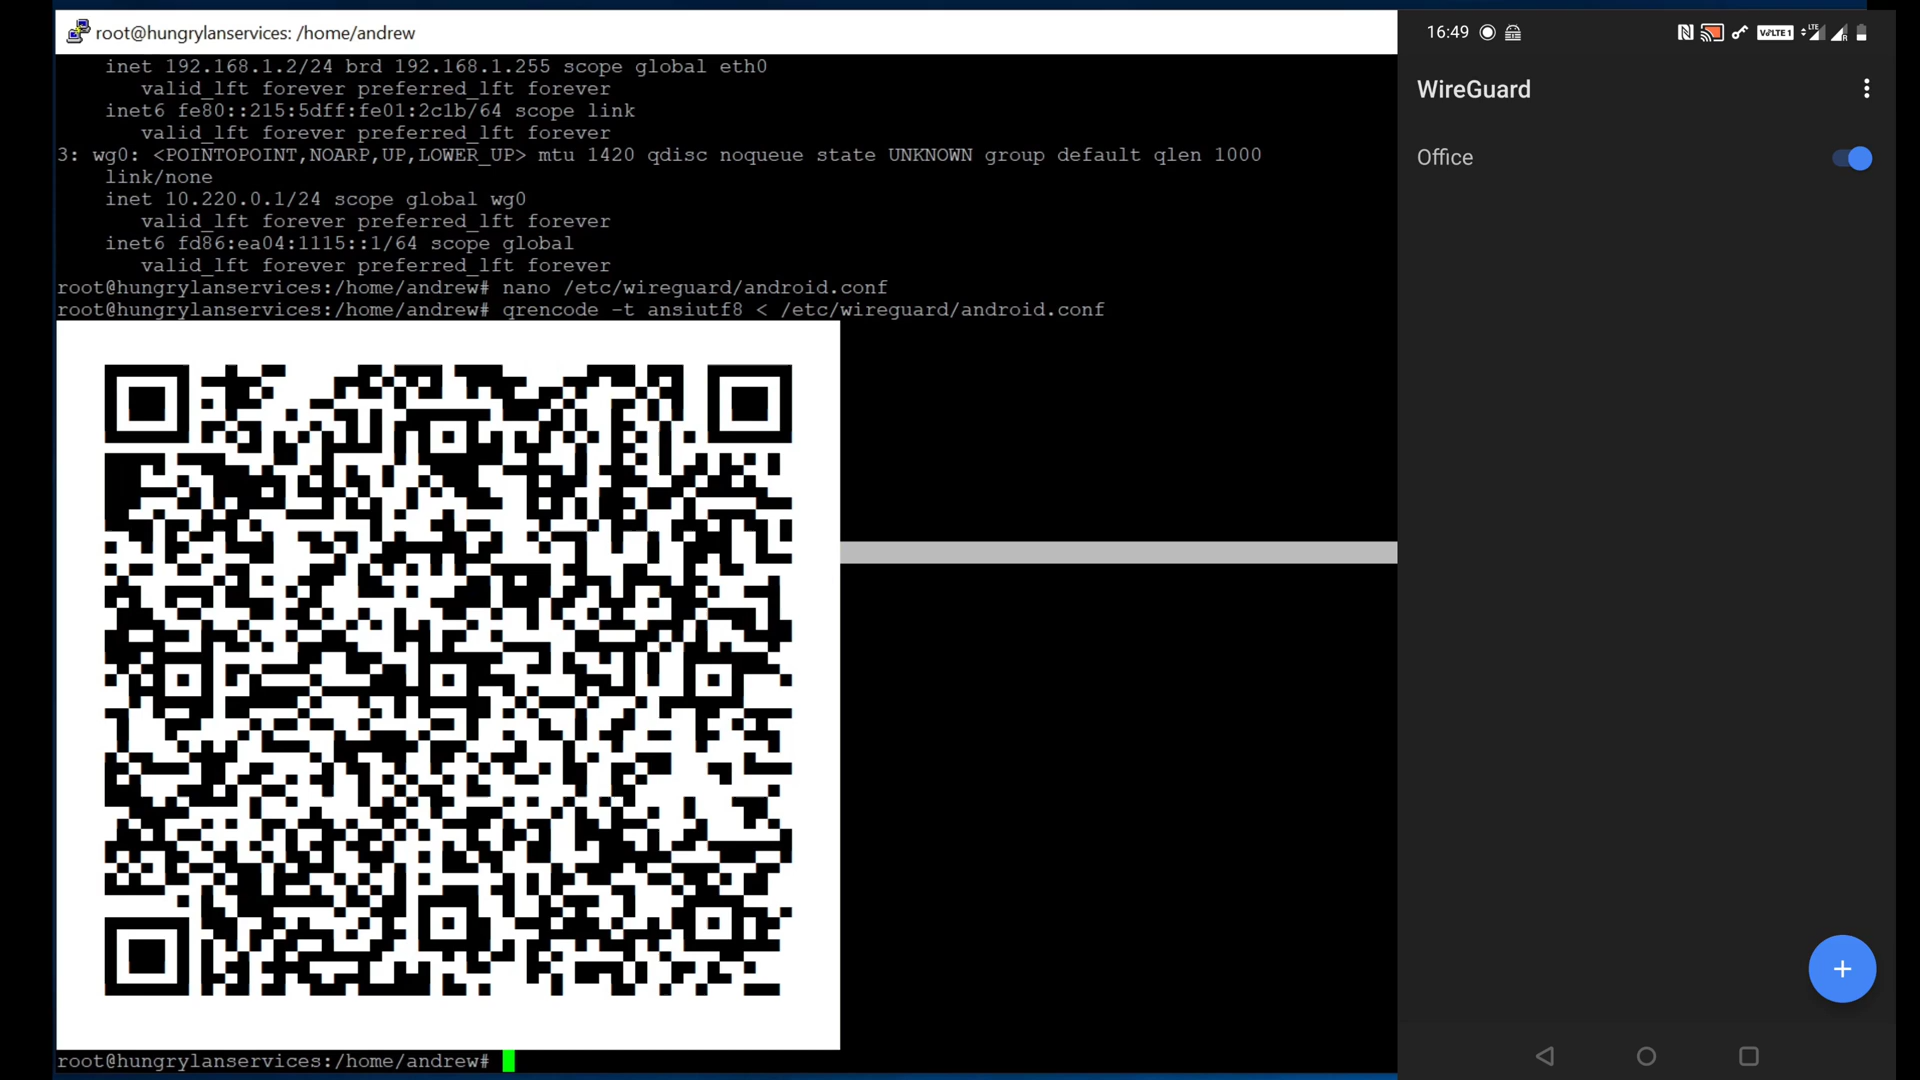 root@hungrylanservices: /home/andrew
inet 192.168.1.2/24 brd 192.168.1.255 scope global eth0
valid_lft forever preferred_lft forever
inet6 fe80::215:5dff:fe01:2c1b/64 scope link
valid_lft forever preferred_lft forever
3: wg0: <POINTOPOINT,NOARP,UP,LOWER_UP> mtu 1420 qdisc noqueue state UNKNOWN group default qlen 1000
link/none
inet 10.220.0.1/24 scope global wg0
valid_lft forever preferred_lft forever
inet6 fd86:ea04:1115::1/64 scope global
valid_lft forever preferred_lft forever
root@hungrylanservices:/home/andrew# nano /etc/wireguard/android.conf
root@hungrylanservices:/home/andrew# qrencode -t ansiutf8 < /etc/wireguard/android.conf
root@hungrylanservices:/home/andrew#
16:49
VoLTE 1
LTE
R
WireGuard
Office